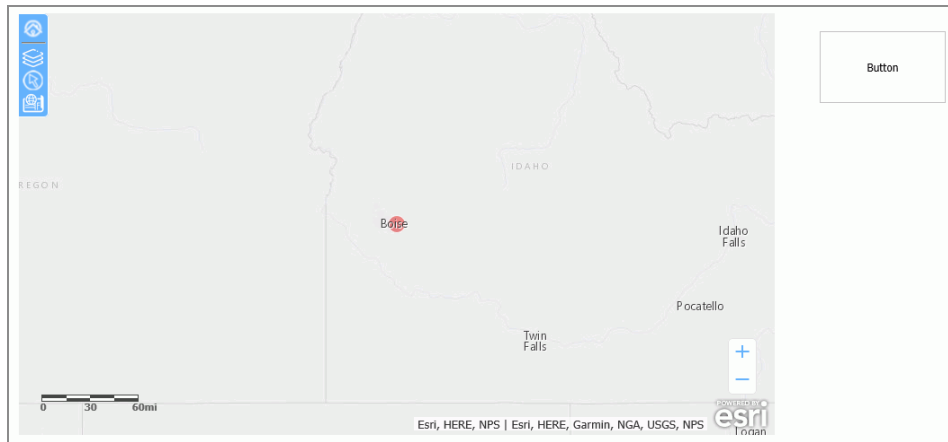 Button
IDAHO
REGON
Boise
Idaho
Falls
Pocatello
Twin
Falls
+
−
0 30 60mi
POWERED BY
esri
Esri, HERE, NPS | Esri, HERE, Garmin, NGA, USGS, NPS
Logan